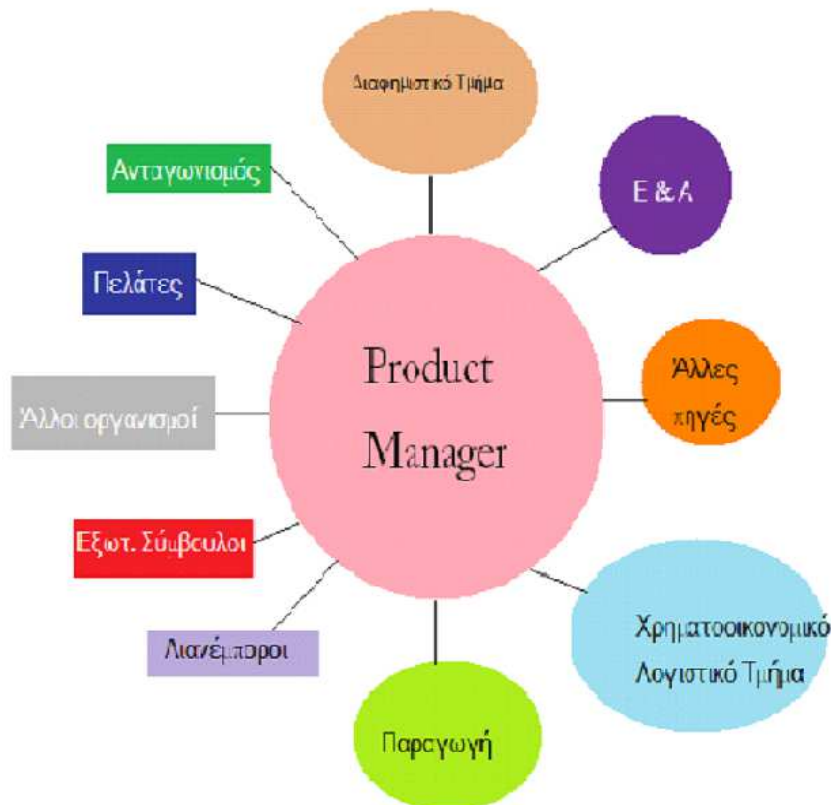 Διαφημιστικό Τμήμα
Ανταγωνισμός
Ε & Α
Πελάτες
Product
Manager
Άλλες
πηγές
Άλλοι οργανισμοί
Εξωτ. Σύμβουλοι
Λιανέμποροι
Χρηματοοικονομικό
Λογιστικό Τμήμα
Παραγωγή